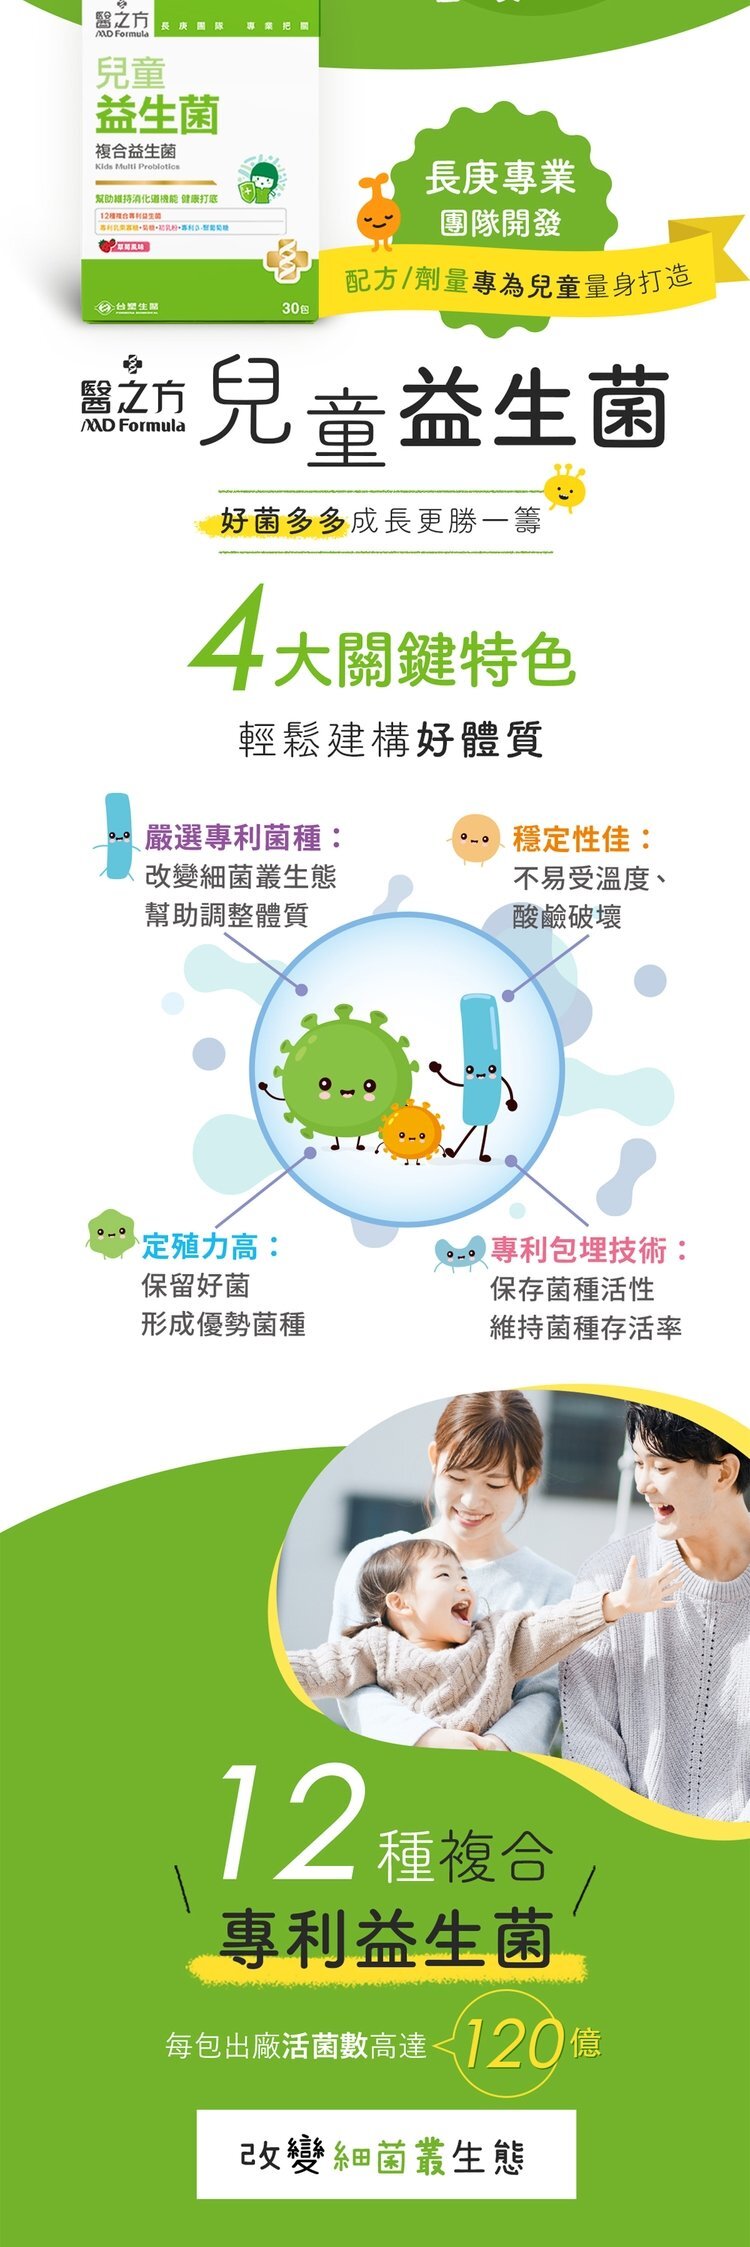 醫之方
MD Formula
長庚團隊 專業把關
兒童
益生菌
複合益生菌
Kids Multi Probiotics
幫助維持消化道機能 健康打底
12種複合專利益生菌
草莓風味
台塑生醫
30包
長庚專業
團隊開發
配方/劑量專為兒童量身打造
醫之方
MD Formula
兒童益生菌
好菌多多成長更勝一籌
4大關鍵特色
輕鬆建構好體質
嚴選專利菌種：
改變細菌叢生態
幫助調整體質
穩定性佳：
不易受溫度、
酸鹼破壞
定殖力高：
保留好菌
形成優勢菌種
專利包埋技術：
保存菌種活性
維持菌種存活率
12種複合
專利益生菌
每包出廠活菌數高達120億
改變細菌叢生態